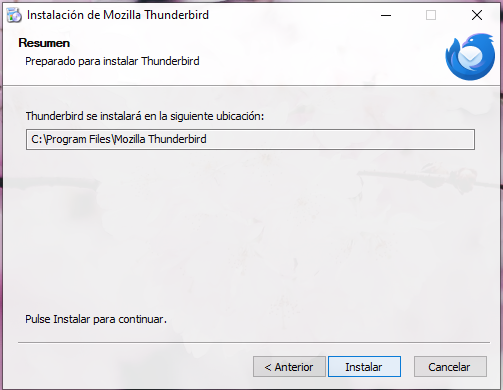 Instalación de Mozilla Thunderbird
Resumen
Preparado para instalar Thunderbird
Thunderbird se instalará en la siguiente ubicación:
C:\Program Files\Mozilla Thunderbird
Pulse Instalar para continuar.
< Anterior
Instalar
Cancelar